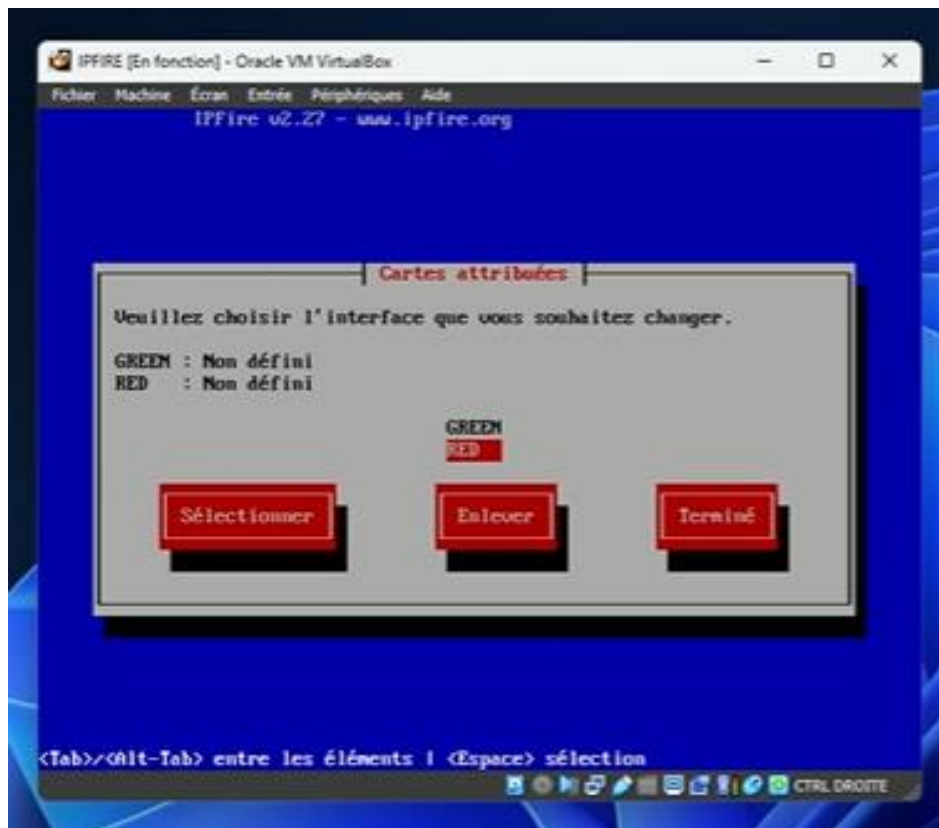 IPFIRE [En fonction] - Oracle VM VirtualBox
Fichier Machine Écran Entrée Périphériques Aide
IPFire v2.27 - www.ipfire.org
Cartes attribuées
Veuillez choisir l'interface que vous souhaitez changer.
GREEN : Non défini
RED : Non défini
GREEN
RED
Sélectionner Enlever Terminé
<Tab>/<Alt-Tab> entre les éléments | <Espace> sélection
CTRL DROITE